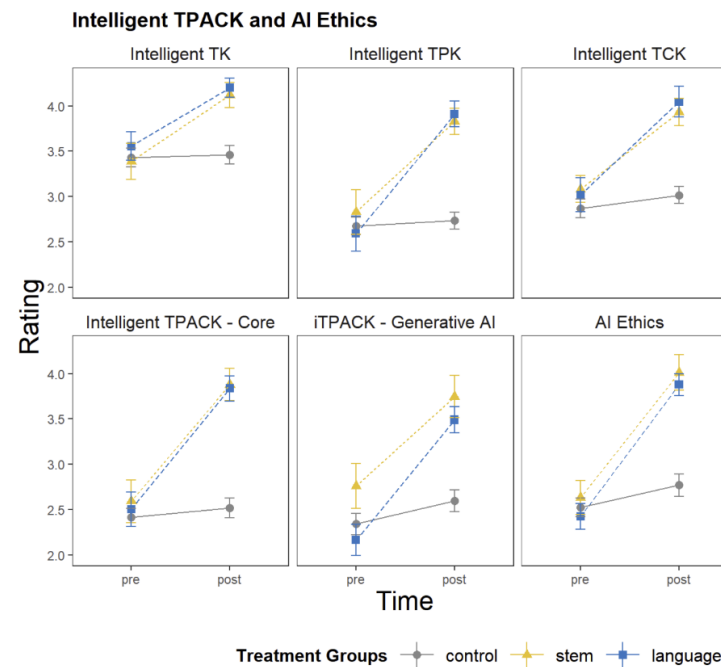 Intelligent TPACK and AI Ethics
Intelligent TK Intelligent TPK Intelligent TCK
4.0
3.5
3.0
2.5
2.0
Intelligent TPACK - Core iTPACK - Generative AI AI Ethics
4.0
3.5
3.0
2.5
2.0
Rating
pre post pre post pre post
Time
Treatment Groups control stem language